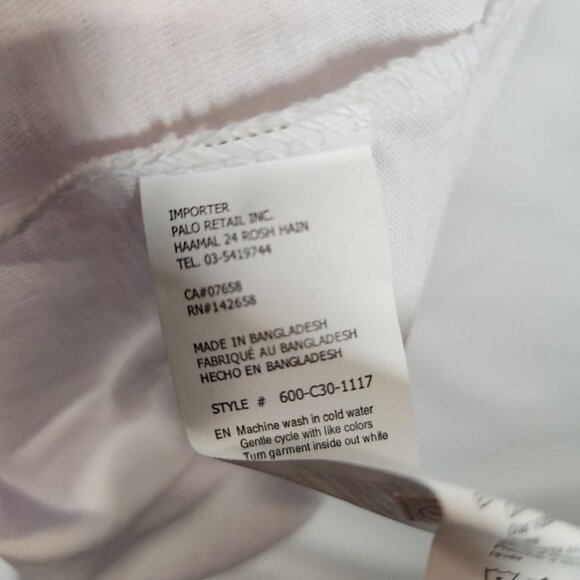 IMPORTER
PALO RETAIL INC.
HAAMAL 24 ROSH HAIN
TEL. 03-5419744
CA#07658
RN#142658
MADE IN BANGLADESH
FABRIQUÉ AU BANGLADESH
HECHO EN BANGLADESH
STYLE # 600-C30-1117
EN Machine wash in cold water
Gentle cycle with like colors
Turn garment inside out while